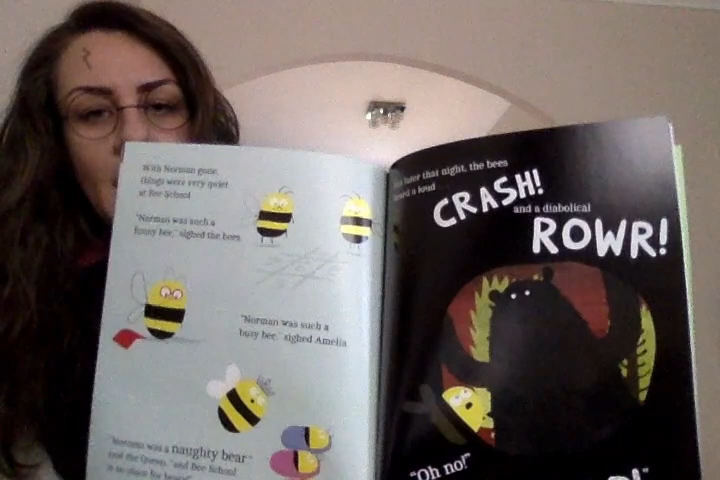 With Norman gone,
things were very quiet
at Bee School
"Norman was such a
funny bee," sighed the bees
"Norman was such a
busy bee," sighed Amelia
"Norman was a naughty bear"
said the Queen, "and Bee School
is no place for bears!"
later that night, the bees
heard a loud
CRASH!
and a diabolical
ROWR!
"Oh no!"